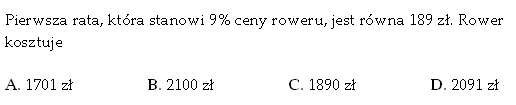 Pierwsza rata, która stanowi 9% ceny roweru, jest równa 189 zł. Rower
kosztuje
A. 1701 zł B. 2100 zł C. 1890 zł D. 2091 zł